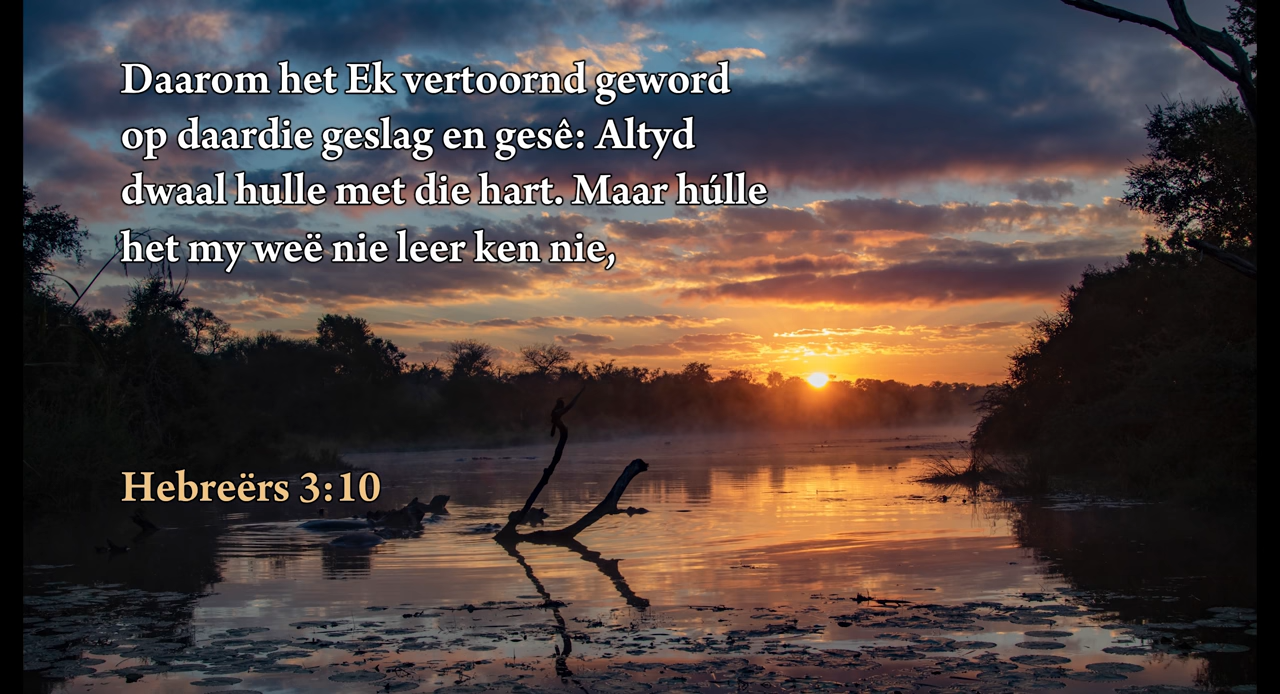 Daarom het Ek vertoornd geword
op daardie geslag en gesê: Altyd
dwaal hulle met die hart. Maar húlle
het my weë nie leer ken nie,
Hebreërs 3:10